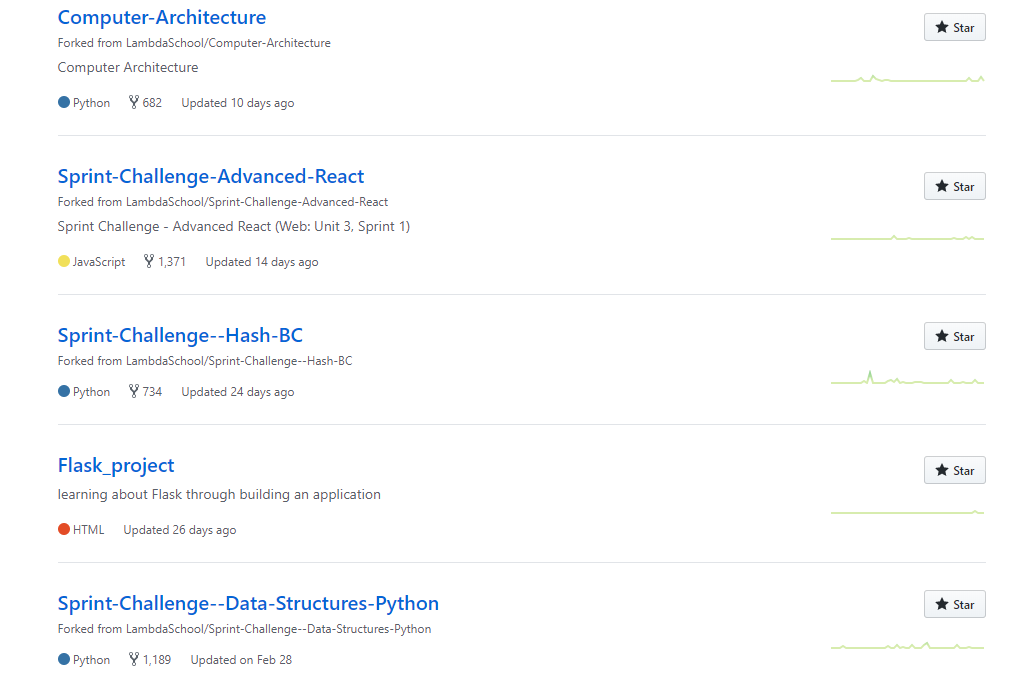 Computer-Architecture
Star
Forked from LambdaSchool/Computer-Architecture
Computer Architecture
Python 682 Updated 10 days ago
Sprint-Challenge-Advanced-React
Star
Forked from LambdaSchool/Sprint-Challenge-Advanced-React
Sprint Challenge - Advanced React (Web: Unit 3, Sprint 1)
JavaScript 1,371 Updated 14 days ago
Sprint-Challenge--Hash-BC
Star
Forked from LambdaSchool/Sprint-Challenge--Hash-BC
Python 734 Updated 24 days ago
Flask_project
Star
learning about Flask through building an application
HTML Updated 26 days ago
Sprint-Challenge--Data-Structures-Python
Star
Forked from LambdaSchool/Sprint-Challenge--Data-Structures-Python
Python 1,189 Updated on Feb 28